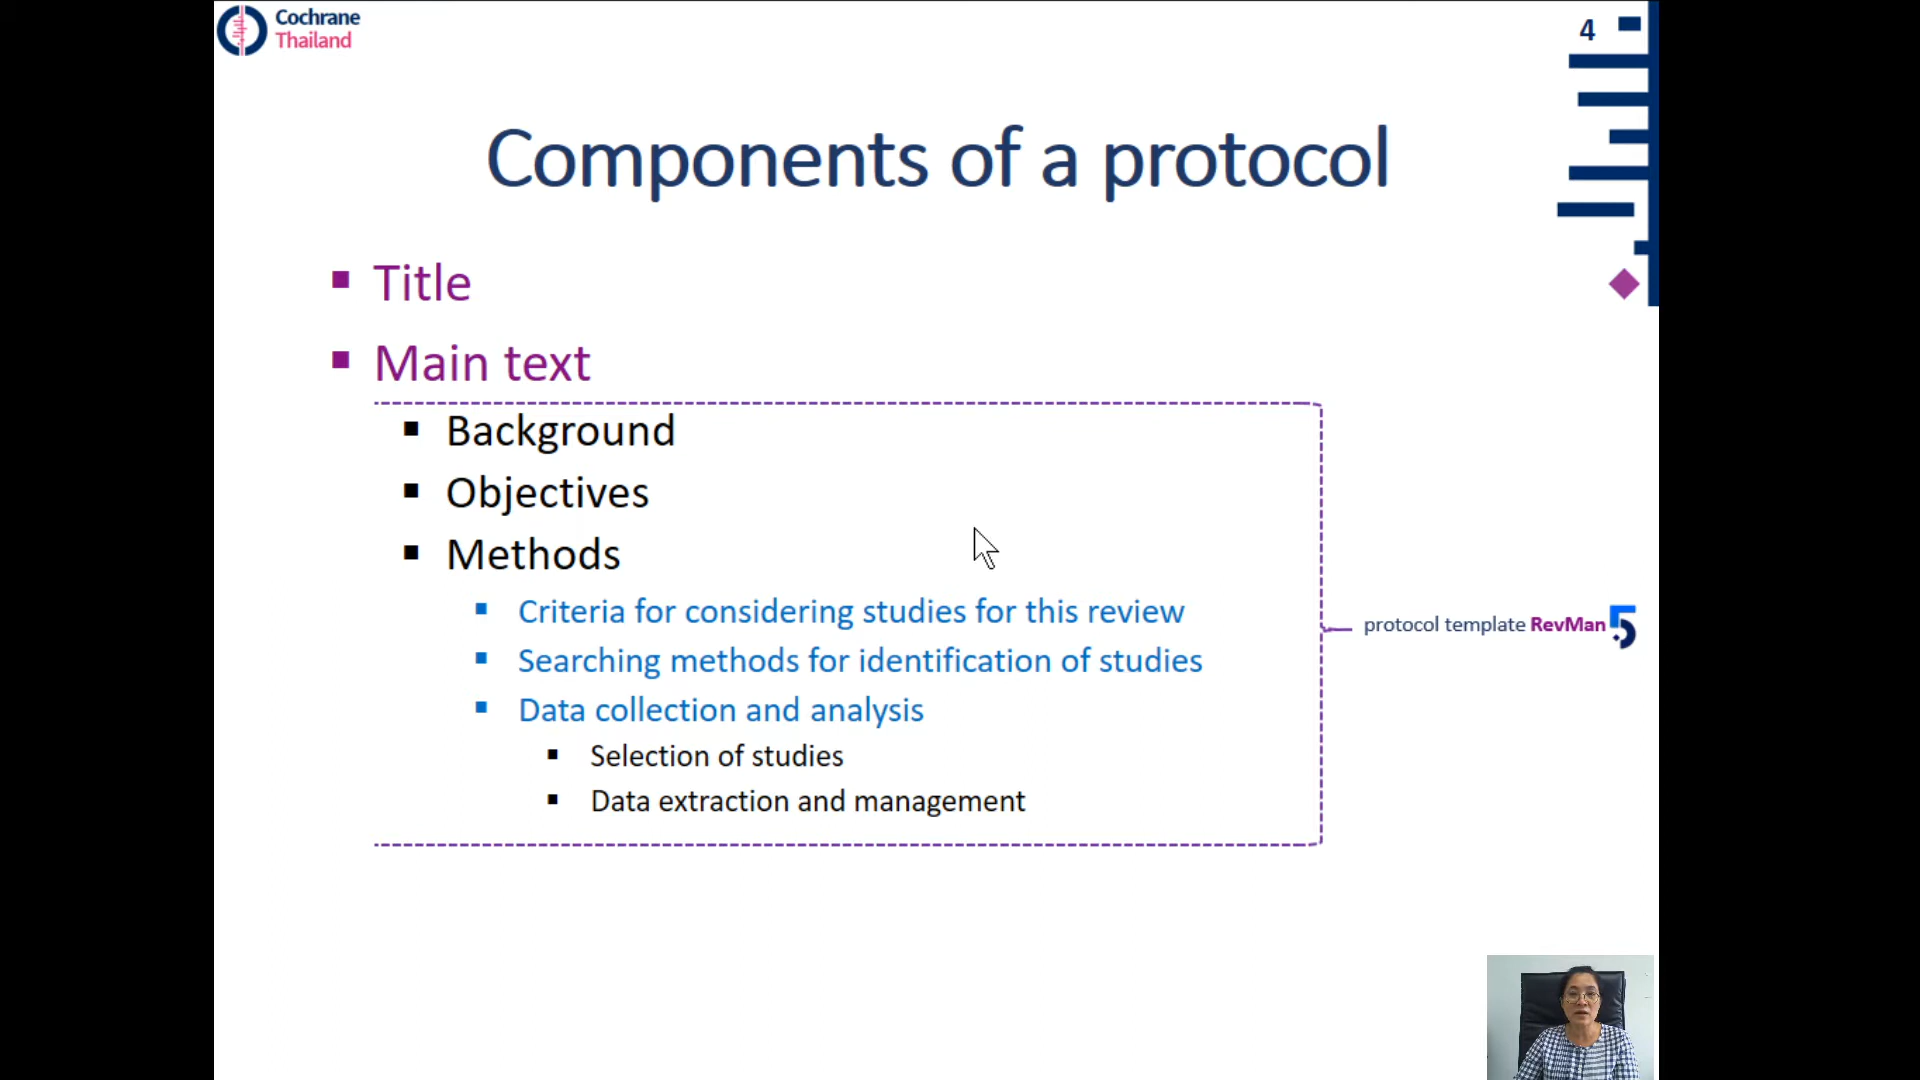 Cochrane
Thailand
4
Components of a protocol
Title
Main text
Background
Objectives
Methods
Criteria for considering studies for this review
Searching methods for identification of studies
Data collection and analysis
Selection of studies
Data extraction and management
protocol template RevMan 5